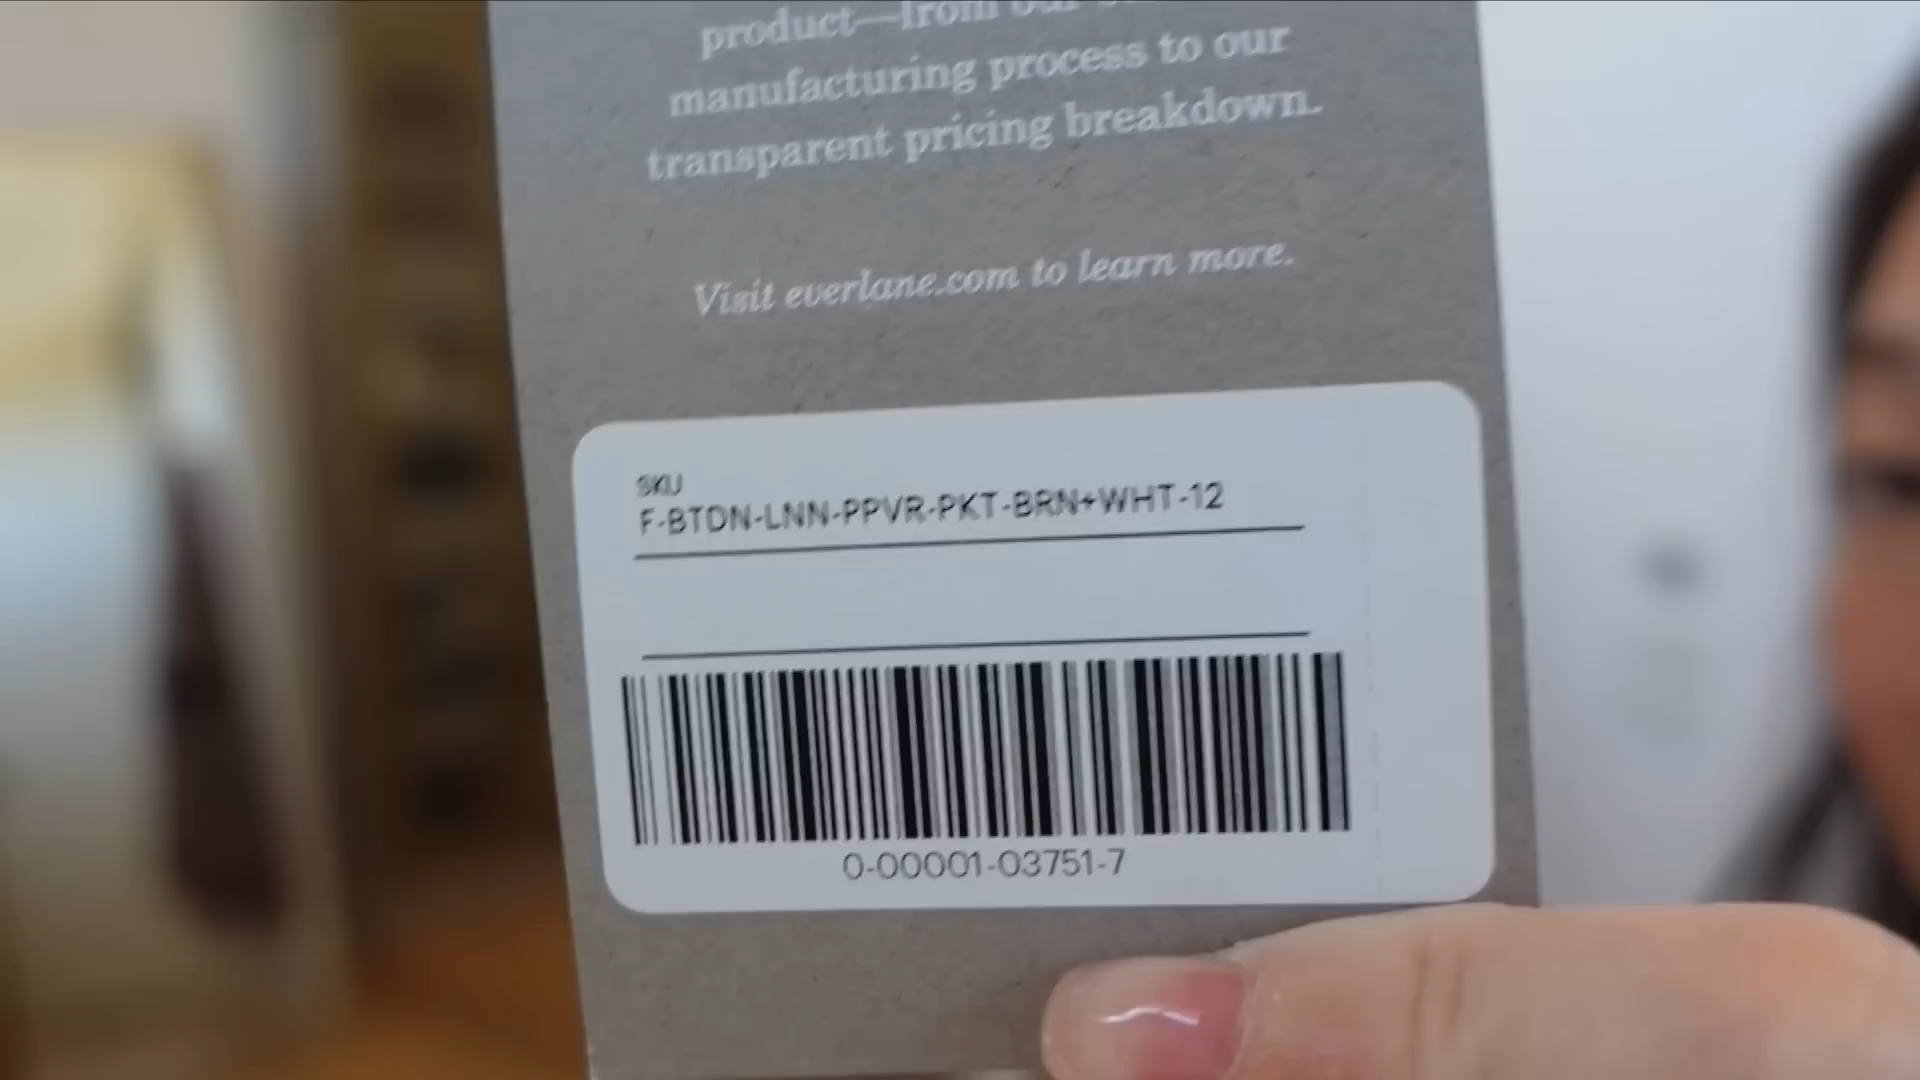 product—from our
manufacturing process to our
transparent pricing breakdown.
Visit everlane.com to learn more.
SKU
F-BTDN-LNN-PPVR-PKT-BRN+WHT-12
0-00001-03751-7